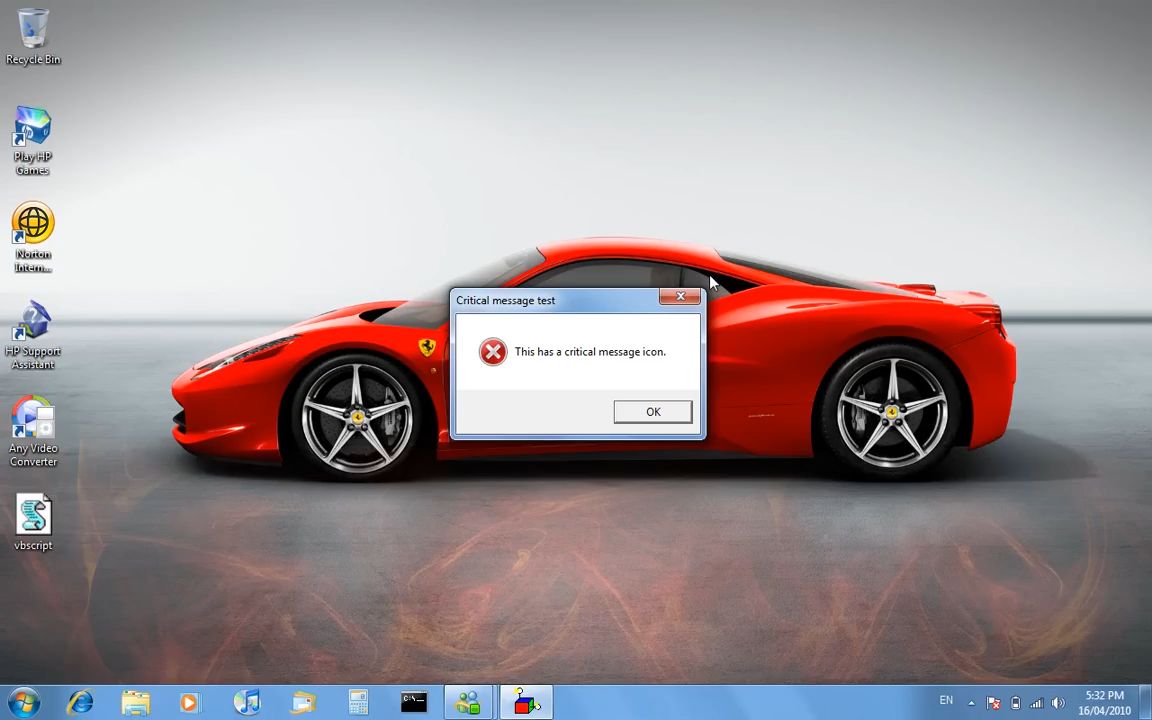 Recycle Bin
Play HP
Games
Norton
Intern...
HP Support
Assistant
Any Video
Converter
vbscript
Critical message test
This has a critical message icon.
OK
C:\_
EN
5:32 PM
16/04/2010